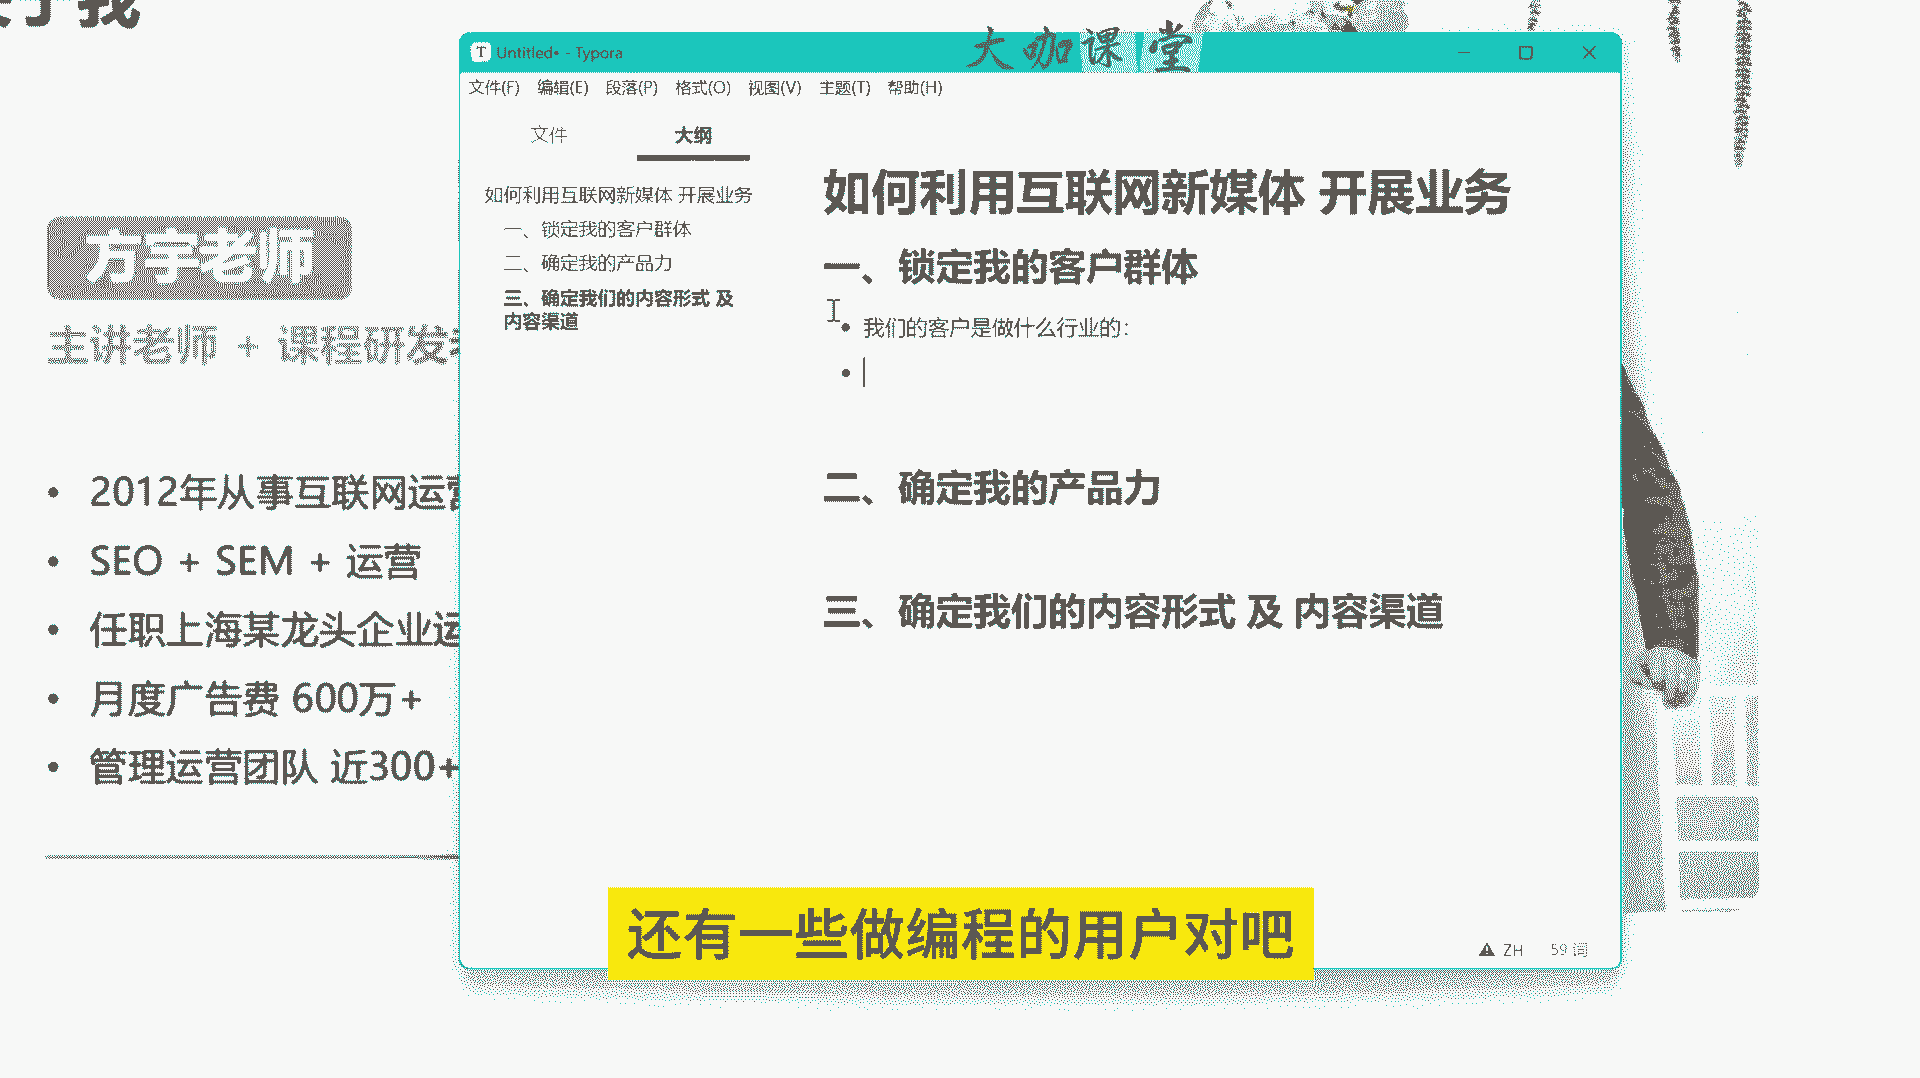 于我
大咖课堂
Untitled• - Typora
文件(F) 编辑(E) 段落(P) 格式(O) 视图(V) 主题(T) 帮助(H)
文件 大纲
如何利用互联网新媒体 开展业务
一、锁定我的客户群体
二、确定我的产品力
三、确定我们的内容形式 及
内容渠道
如何利用互联网新媒体 开展业务
一、锁定我的客户群体
• 我们的客户是做什么行业的：
•
二、确定我的产品力
三、确定我们的内容形式 及 内容渠道
方宇老师
主讲老师 + 课程研发
• 2012年从事互联网运营
• SEO + SEM + 运营
• 任职上海某龙头企业运
• 月度广告费 600万+
• 管理运营团队 近300+
还有一些做编程的用户对吧
ZH 59 词